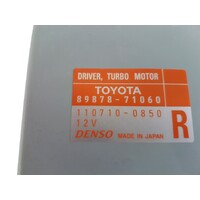 DRIVER, TURBO MOTOR
TOYOTA
89878-71060
110710-0850
12V
DENSO MADE IN JAPAN
R